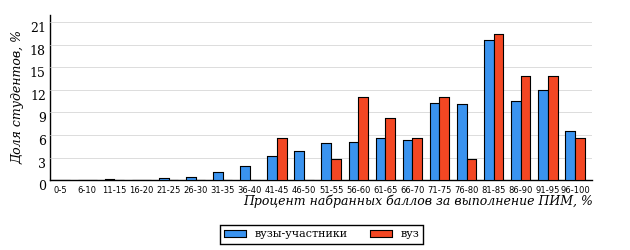 Доля студентов, %
21
18
15
12
9
6
3
0
0-5 6-10 11-15 16-20 21-25 26-30 31-35 36-40 41-45 46-50 51-55 56-60 61-65 66-70 71-75 76-80 81-85 86-90 91-95 96-100
Процент набранных баллов за выполнение ПИМ, %
вузы-участники вуз